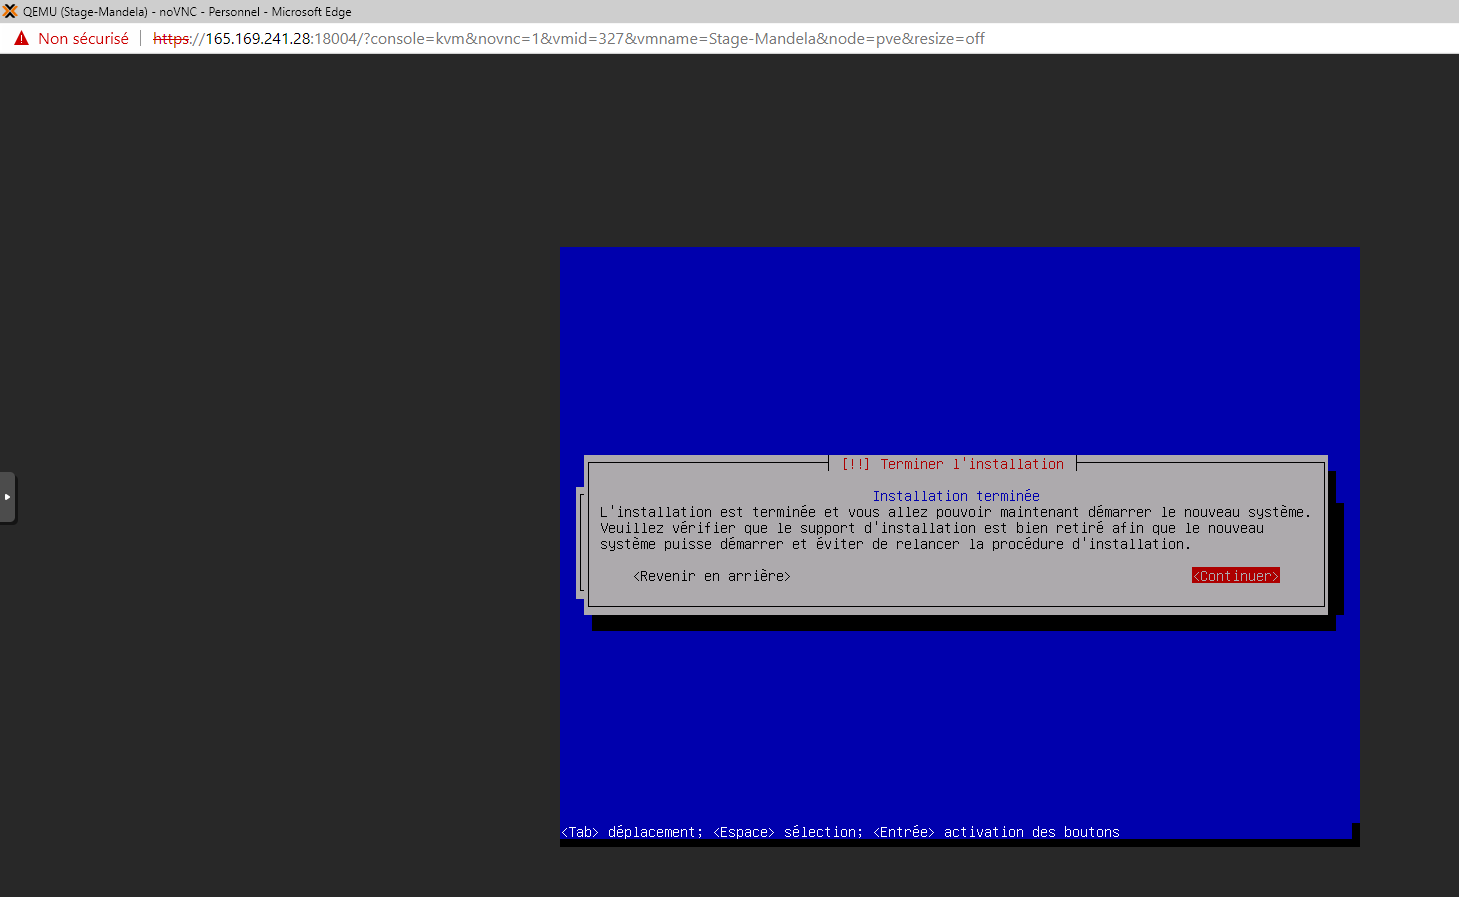 QEMU (Stage-Mandela) - noVNC - Personnel - Microsoft Edge
Non sécurisé https://165.169.241.28:18004/?console=kvm&novnc=1&vmid=327&vmname=Stage-Mandela&node=pve&resize=off
[!!] Terminer l'installation
Installation terminée
L'installation est terminée et vous allez pouvoir maintenant démarrer le nouveau système.
Veuillez vérifier que le support d'installation est bien retiré afin que le nouveau
système puisse démarrer et éviter de relancer la procédure d'installation.
<Revenir en arrière> <Continuer>
<Tab> déplacement; <Espace> sélection; <Entrée> activation des boutons